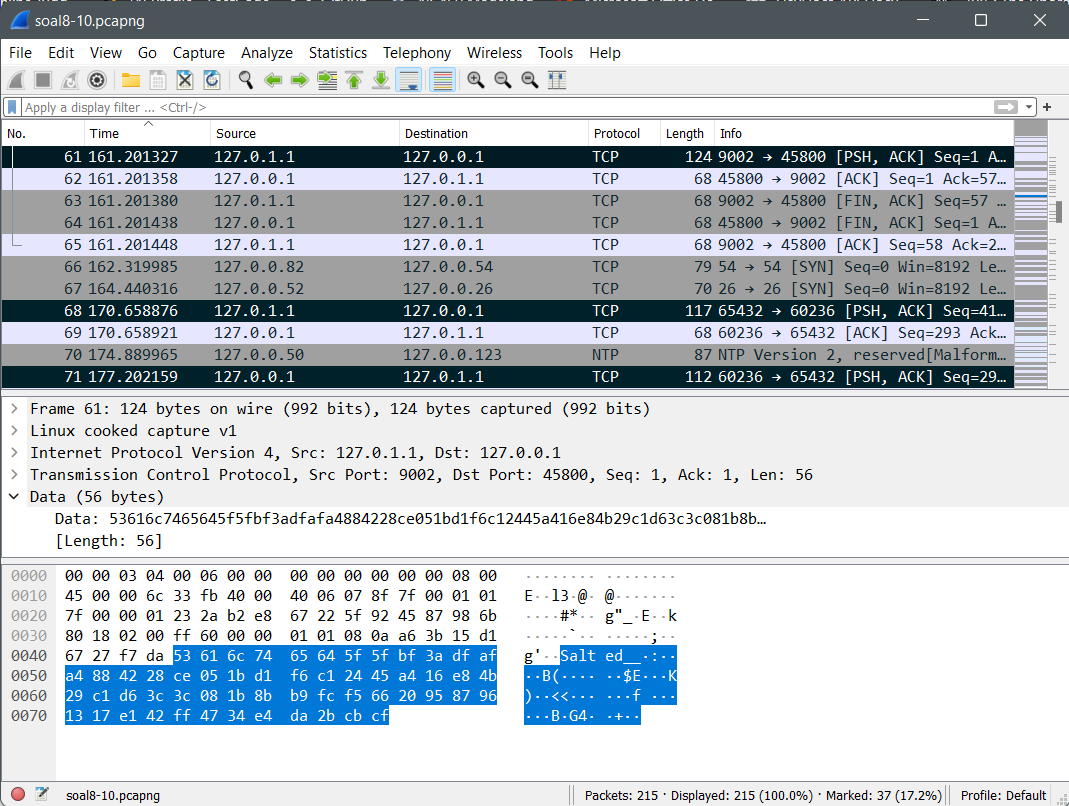 soal8-10.pcapng
File Edit View Go Capture Analyze Statistics Telephony Wireless Tools Help
Apply a display filter ... <Ctrl-/>
No. Time Source Destination Protocol Length Info
61 161.201327 127.0.1.1 127.0.0.1 TCP 124 9002 → 45800 [PSH, ACK] Seq=1 A…
62 161.201358 127.0.0.1 127.0.1.1 TCP 68 45800 → 9002 [ACK] Seq=1 Ack=57…
63 161.201380 127.0.1.1 127.0.0.1 TCP 68 9002 → 45800 [FIN, ACK] Seq=57 …
64 161.201438 127.0.0.1 127.0.1.1 TCP 68 45800 → 9002 [FIN, ACK] Seq=1 A…
65 161.201448 127.0.1.1 127.0.0.1 TCP 68 9002 → 45800 [ACK] Seq=58 Ack=2…
66 162.319985 127.0.0.82 127.0.0.54 TCP 79 54 → 54 [SYN] Seq=0 Win=8192 Le…
67 164.440316 127.0.0.52 127.0.0.26 TCP 70 26 → 26 [SYN] Seq=0 Win=8192 Le…
68 170.658876 127.0.1.1 127.0.0.1 TCP 117 65432 → 60236 [PSH, ACK] Seq=41…
69 170.658921 127.0.0.1 127.0.1.1 TCP 68 60236 → 65432 [ACK] Seq=293 Ack…
70 174.889965 127.0.0.50 127.0.0.123 NTP 87 NTP Version 2, reserved[Malform…
71 177.202159 127.0.0.1 127.0.1.1 TCP 112 60236 → 65432 [PSH, ACK] Seq=29…
Frame 61: 124 bytes on wire (992 bits), 124 bytes captured (992 bits)
Linux cooked capture v1
Internet Protocol Version 4, Src: 127.0.1.1, Dst: 127.0.0.1
Transmission Control Protocol, Src Port: 9002, Dst Port: 45800, Seq: 1, Ack: 1, Len: 56
Data (56 bytes)
Data: 53616c7465645f5fbf3adfafa4884228ce051bd1f6c12445a416e84b29c1d63c3c081b8b…
[Length: 56]
0000 00 00 03 04 00 06 00 00 00 00 00 00 00 00 08 00 ········ ········
0010 45 00 00 6c 33 fb 40 00 40 06 07 8f 7f 00 01 01 E··l3·@· @·······
0020 7f 00 00 01 23 2a b2 e8 67 22 5f 92 45 87 98 6b ····#*·· g"_·E··k
0030 80 18 02 00 ff 60 00 00 01 01 08 0a a6 3b 15 d1 ·····`·· ·····;··
0040 67 27 f7 da 53 61 6c 74 65 64 5f 5f bf 3a df af g'··Salt ed__·:··
0050 a4 88 42 28 ce 05 1b d1 f6 c1 24 45 a4 16 e8 4b ··B(···· ··$E···K
0060 29 c1 d6 3c 3c 08 1b 8b b9 fc f5 66 20 95 87 96 )··<<··· ···f ···
0070 13 17 e1 42 ff 47 34 e4 da 2b cb cf ···B·G4· ·+··
soal8-10.pcapng Packets: 215 · Displayed: 215 (100.0%) · Marked: 37 (17.2%) Profile: Default